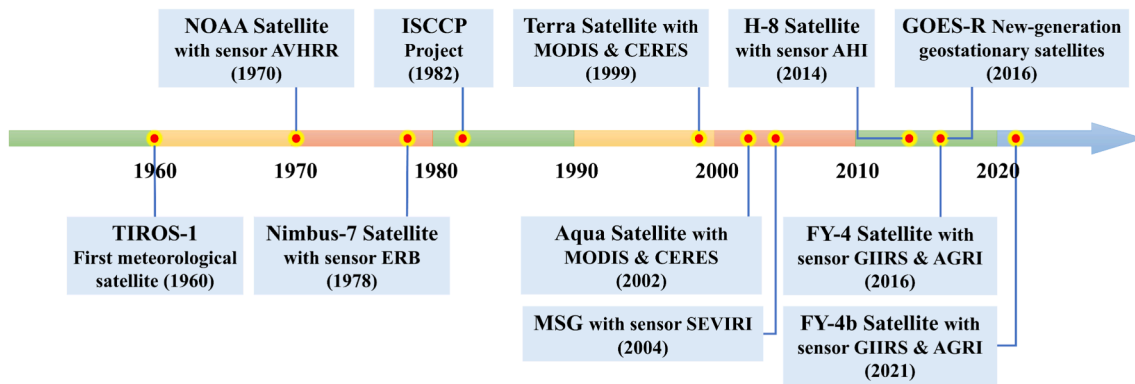 NOAA Satellite
with sensor AVHRR
(1970)
ISCCP
Project
(1982)
Terra Satellite with
MODIS & CERES
(1999)
H-8 Satellite
with sensor AHI
(2014)
GOES-R New-generation
geostationary satellites
(2016)
1960
1970
1980
1990
2000
2010
2020
TIROS-1
First meteorological
satellite (1960)
Nimbus-7 Satellite
with sensor ERB
(1978)
Aqua Satellite with
MODIS & CERES
(2002)
MSG with sensor SEVIRI
(2004)
FY-4 Satellite with
sensor GIIRS & AGRI
(2016)
FY-4b Satellite with
sensor GIIRS & AGRI
(2021)